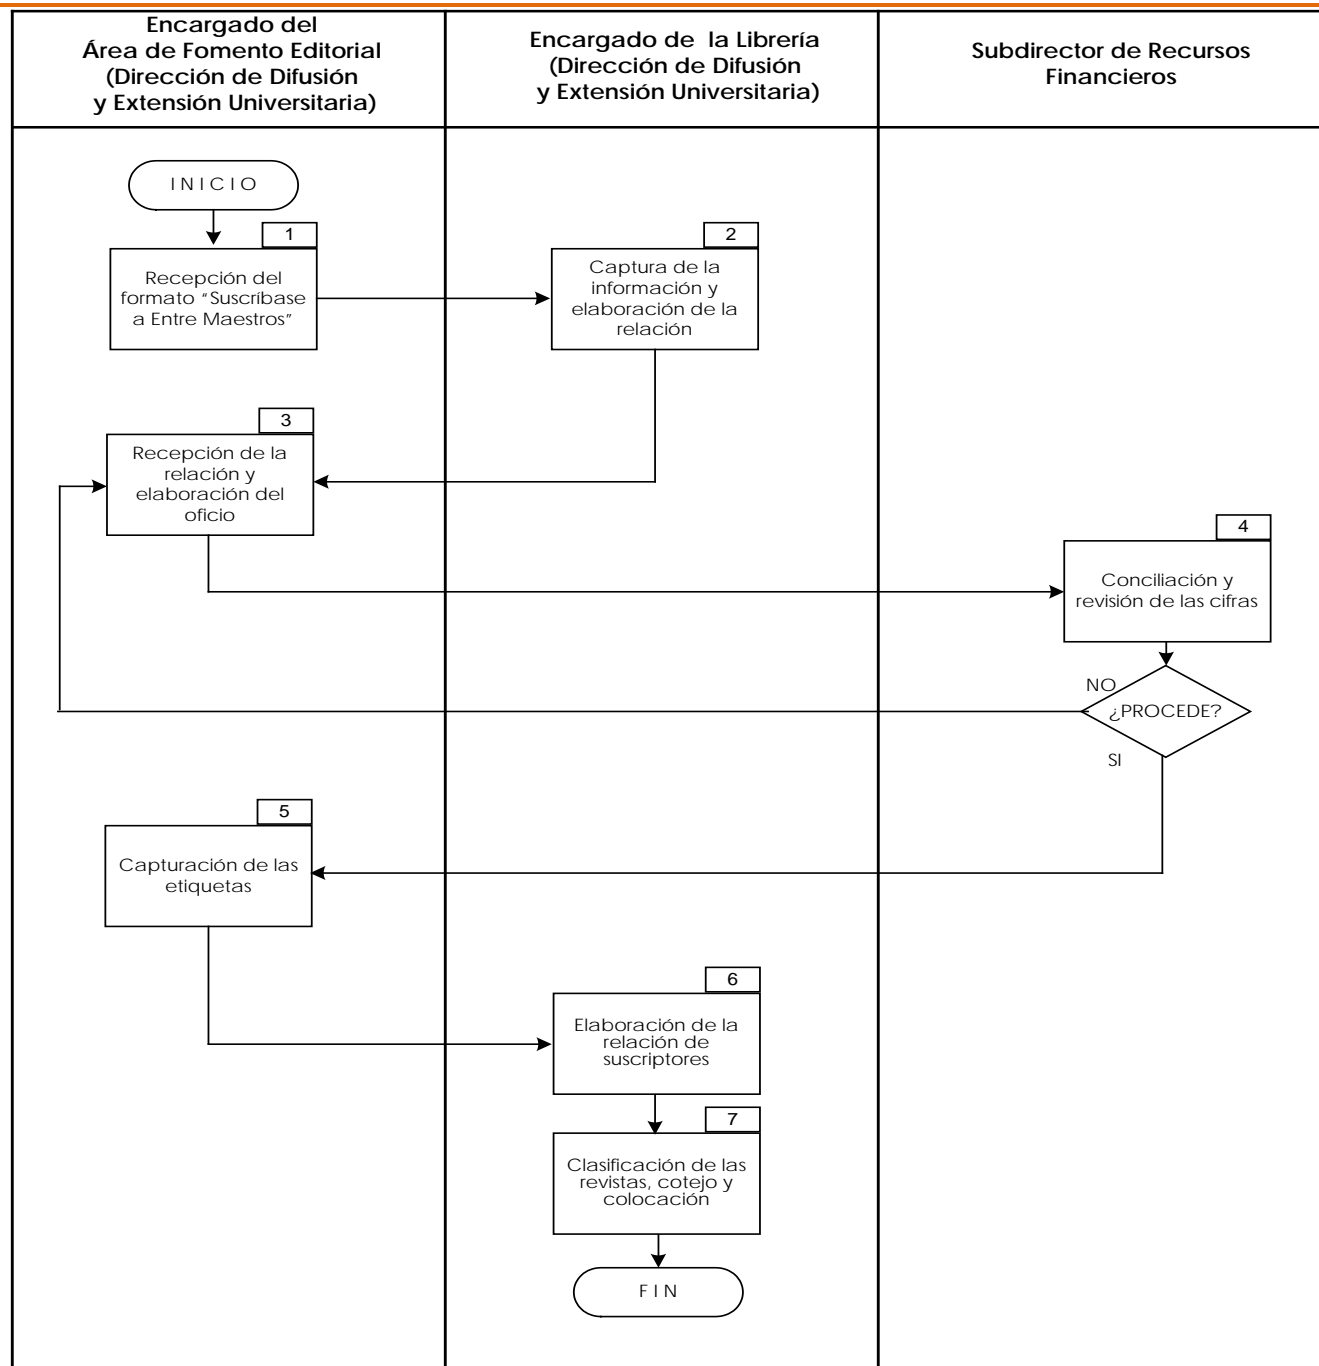 Encargado del
Área de Fomento Editorial
(Dirección de Difusión
y Extensión Universitaria)
Encargado de la Librería
(Dirección de Difusión
y Extensión Universitaria)
Subdirector de Recursos
Financieros
INICIO
1
Recepción del
formato "Suscríbase
a Entre Maestros"
2
Captura de la
información y
elaboración de la
relación
3
Recepción de la
relación y
elaboración del
oficio
4
Conciliación y
revisión de las cifras
NO
¿PROCEDE?
SI
5
Capturación de las
etiquetas
6
Elaboración de la
relación de
suscriptores
7
Clasificación de las
revistas, cotejo y
colocación
FIN